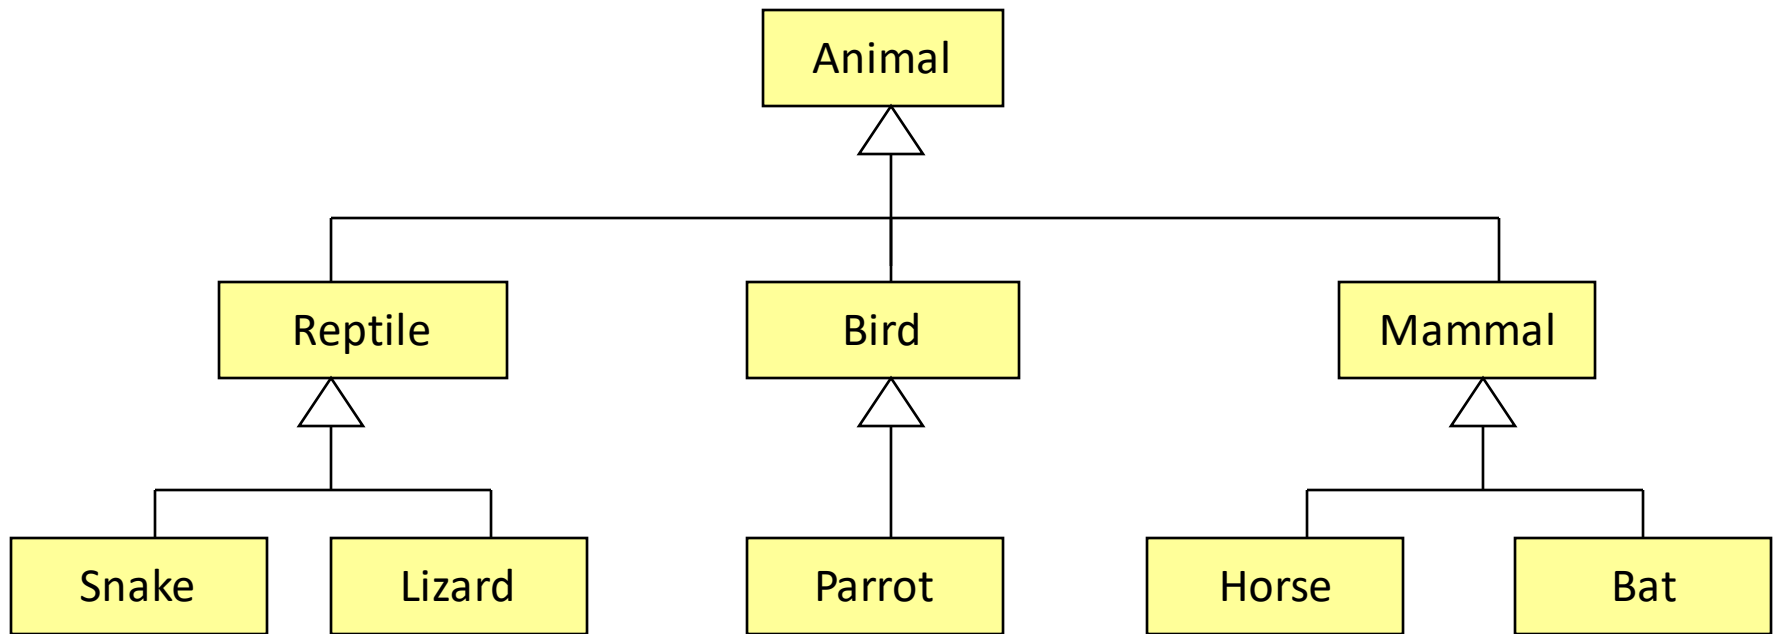 Animal
Reptile
Bird
Mammal
Snake
Lizard
Parrot
Horse
Bat